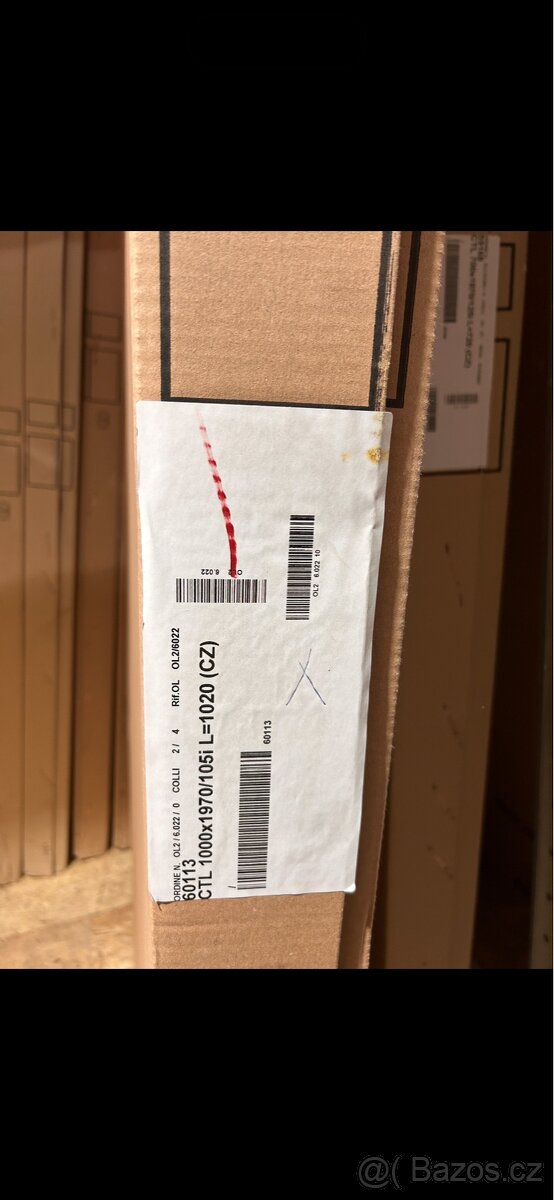 ORDINE N. OL2 / 6.022 / 0 COLLI 2 / 4 Rif.OL OL2/6022
60113
CTL 1000x1970/105i L=1020 (CZ)
/
60113
OL2 6.022
OL2 6.022 10
@( Bazos.cz